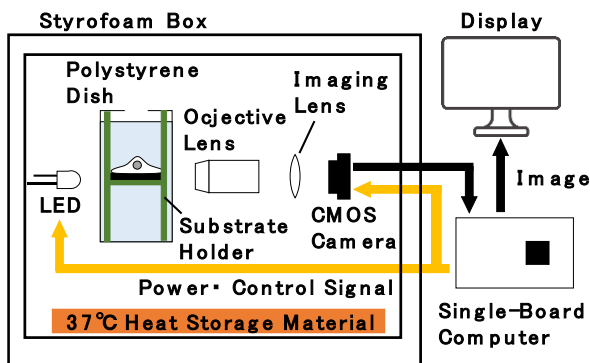 Styrofoam Box
Display
Polystyrene
Dish
Imaging
Lens
Ocjective
Lens
LED
Substrate
Holder
CMOS
Camera
Image
Power・Control Signal
37℃ Heat Storage Material
Single-Board
Computer